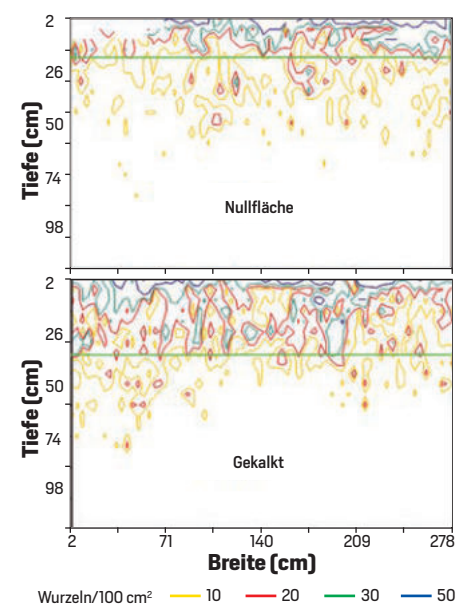 2
26
50
74
98
Tiefe (cm)
Nullfläche
2
26
50
74
98
Tiefe (cm)
Gekalkt
2 71 140 209 278
Breite (cm)
Wurzeln/100 cm² 10 20 30 50